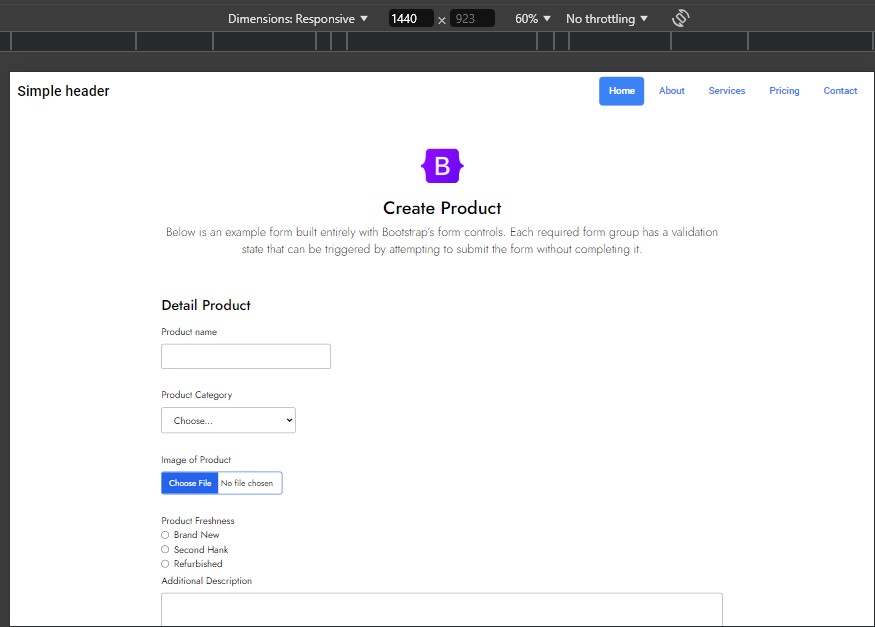 Dimensions: Responsive 1440 × 923 60% No throttling
Simple header Home About Services Pricing Contact
B
Create Product
Below is an example form built entirely with Bootstrap's form controls. Each required form group has a validation
state that can be triggered by attempting to submit the form without completing it.
Detail Product
Product name
Product Category
Choose...
Image of Product
Choose File No file chosen
Product Freshness
Brand New
Second Hank
Refurbished
Additional Description